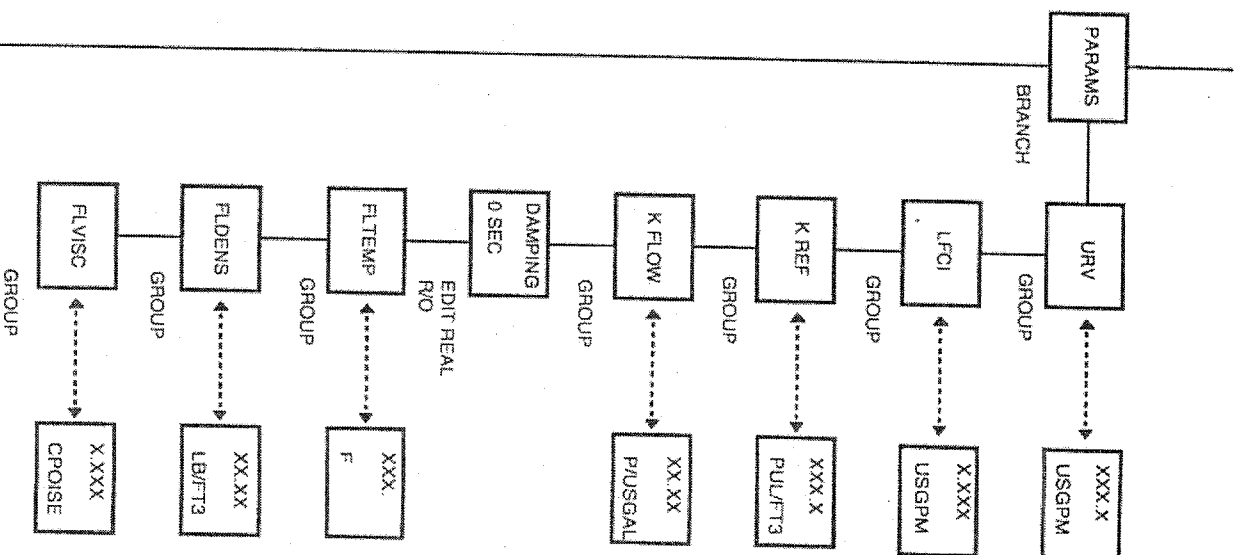 PARAMS
BRANCH
URV
GROUP
XXX.X
USGPM
LFCI
GROUP
X.XXX
USGPM
K REF
GROUP
XXX.X
PUL/FT3
K FLOW
GROUP
XX.XX
P/USGAL
DAMPING
0 SEC
EDIT REAL
R/O
FLTEMP
GROUP
XXX.
F
FLDENS
GROUP
XX.XX
LB/FT3
FLVISC
GROUP
X.XXX
CPOISE